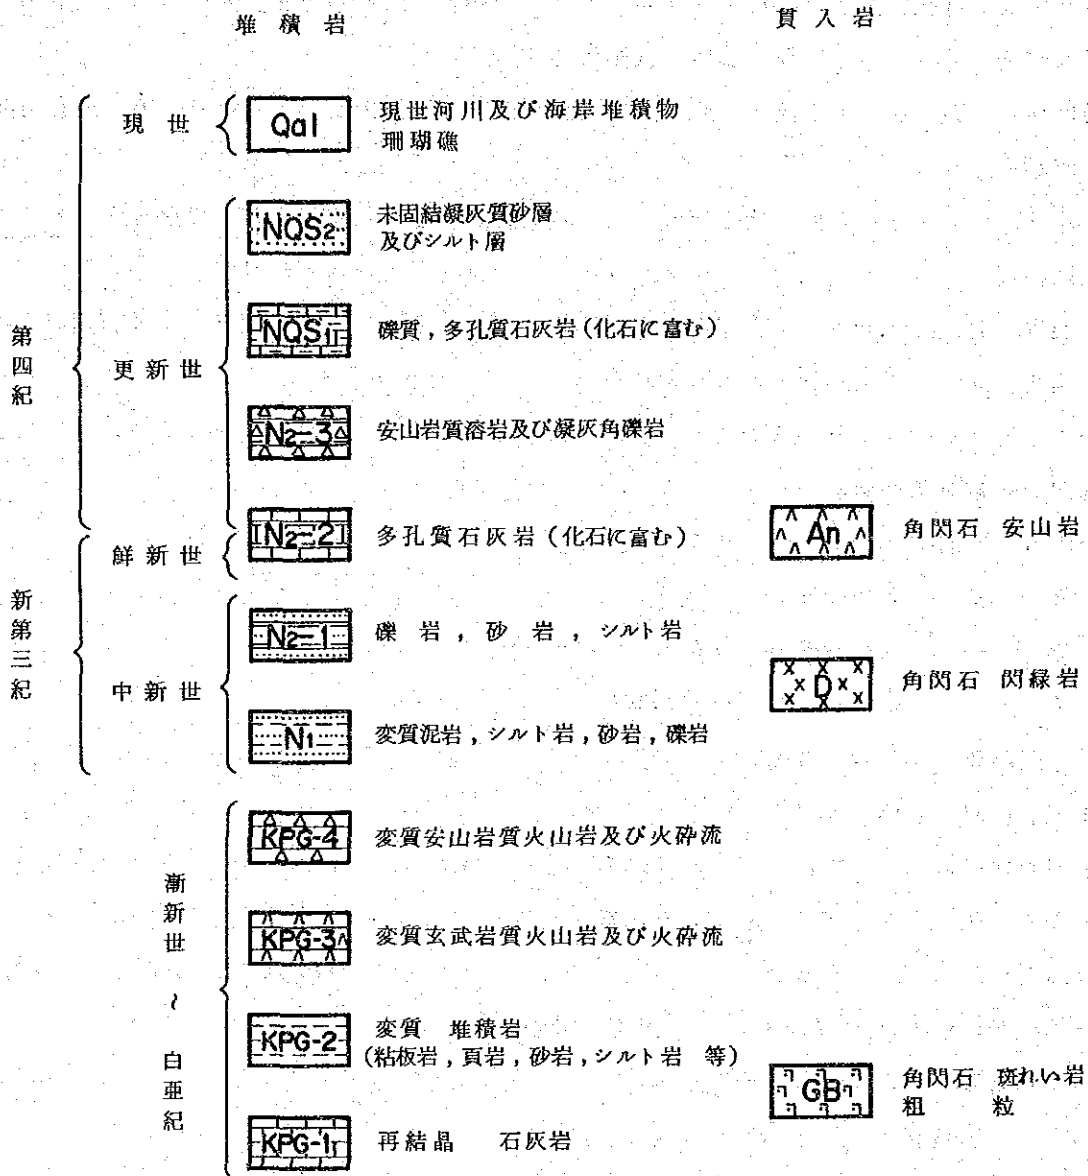 堆積岩
貫入岩
第四紀
現世
Qal
現世河川及び海岸堆積物
珊瑚礁
更新世
NQS2
未固結凝灰質砂層
及びシルト層
NQS1
礫質，多孔質石灰岩（化石に富む）
N2-3
安山岩質溶岩及び凝灰角礫岩
新第三紀
鮮新世
N2-2
多孔質石灰岩（化石に富む）
An
角閃石 安山岩
中新世
N2-1
礫岩，砂岩，シルト岩
D
角閃石 閃緑岩
N1
変質泥岩，シルト岩，砂岩，礫岩
漸新世～白亜紀
KPG-4
変質安山岩質火山岩及び火砕流
KPG-3
変質玄武岩質火山岩及び火砕流
KPG-2
変質 堆積岩
（粘板岩，頁岩，砂岩，シルト岩 等）
GB
角閃石 斑れい岩
粗 粒
KPG-1
再結晶 石灰岩